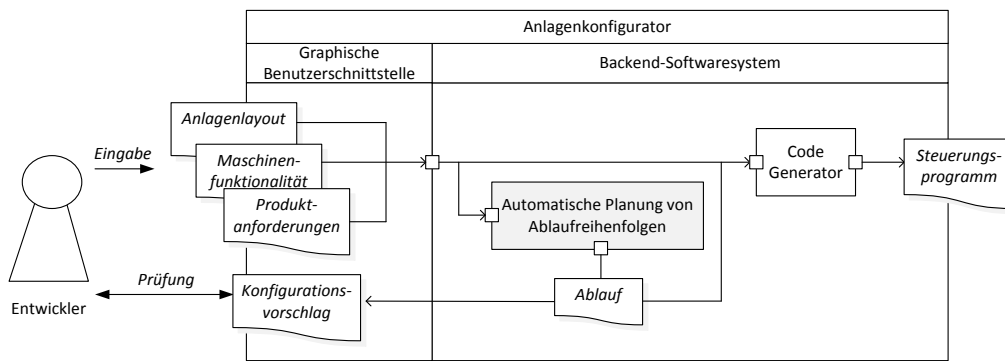 Anlagenkonfigurator
Graphische
Benutzerschnittstelle
Backend-Softwaresystem
Anlagenlayout
Eingabe
Maschinen-
funktionalität
Produkt-
anforderungen
Code
Generator
Steuerungs-
programm
Automatische Planung von
Ablaufreihenfolgen
Prüfung
Konfigurations-
vorschlag
Ablauf
Entwickler